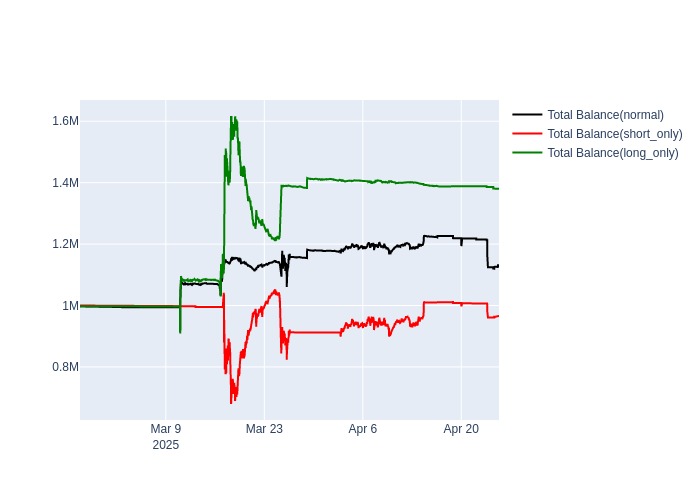 1.6M
1.4M
1.2M
1M
0.8M
Mar 9
2025
Mar 23
Apr 6
Apr 20
Total Balance(normal)
Total Balance(short_only)
Total Balance(long_only)